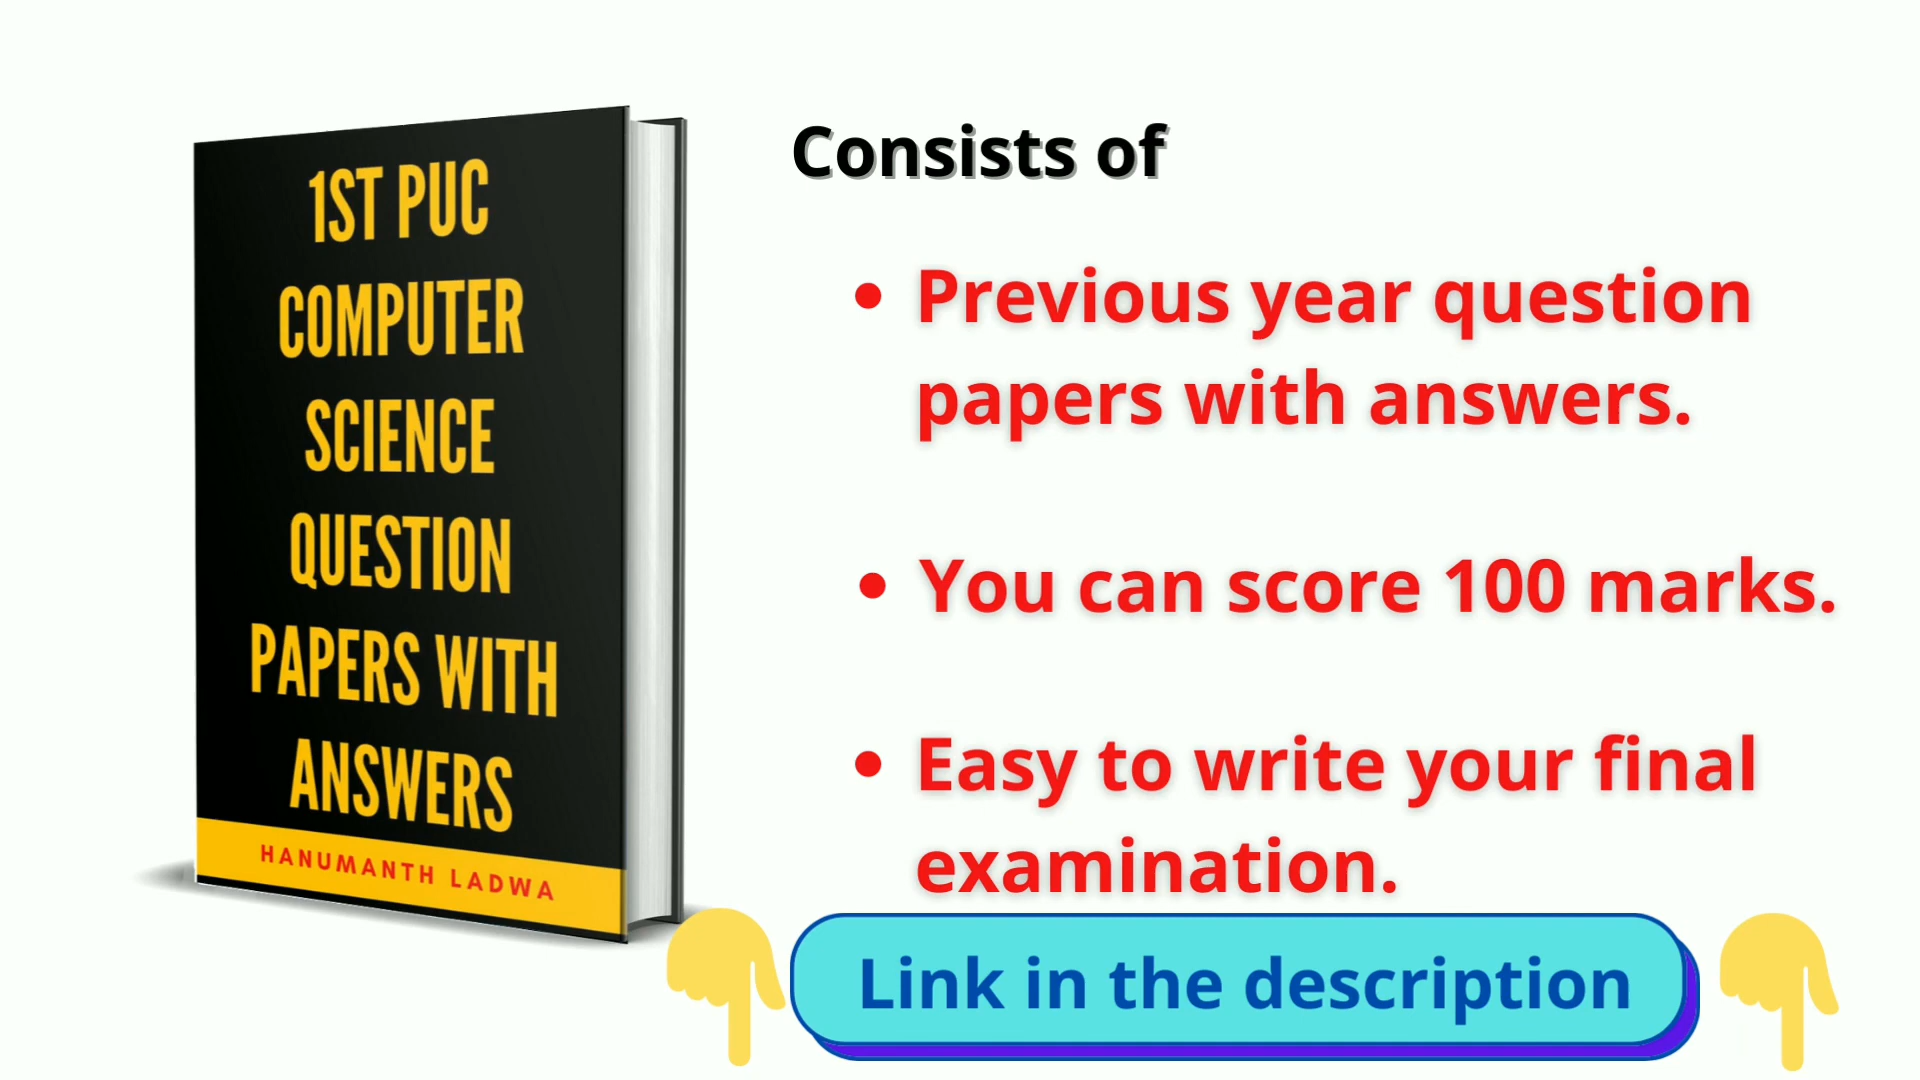 1ST PUC
COMPUTER
SCIENCE
QUESTION
PAPERS WITH
ANSWERS
HANUMANTH LADWA
Consists of
• Previous year question
papers with answers.
• You can score 100 marks.
• Easy to write your final
examination.
Link in the description